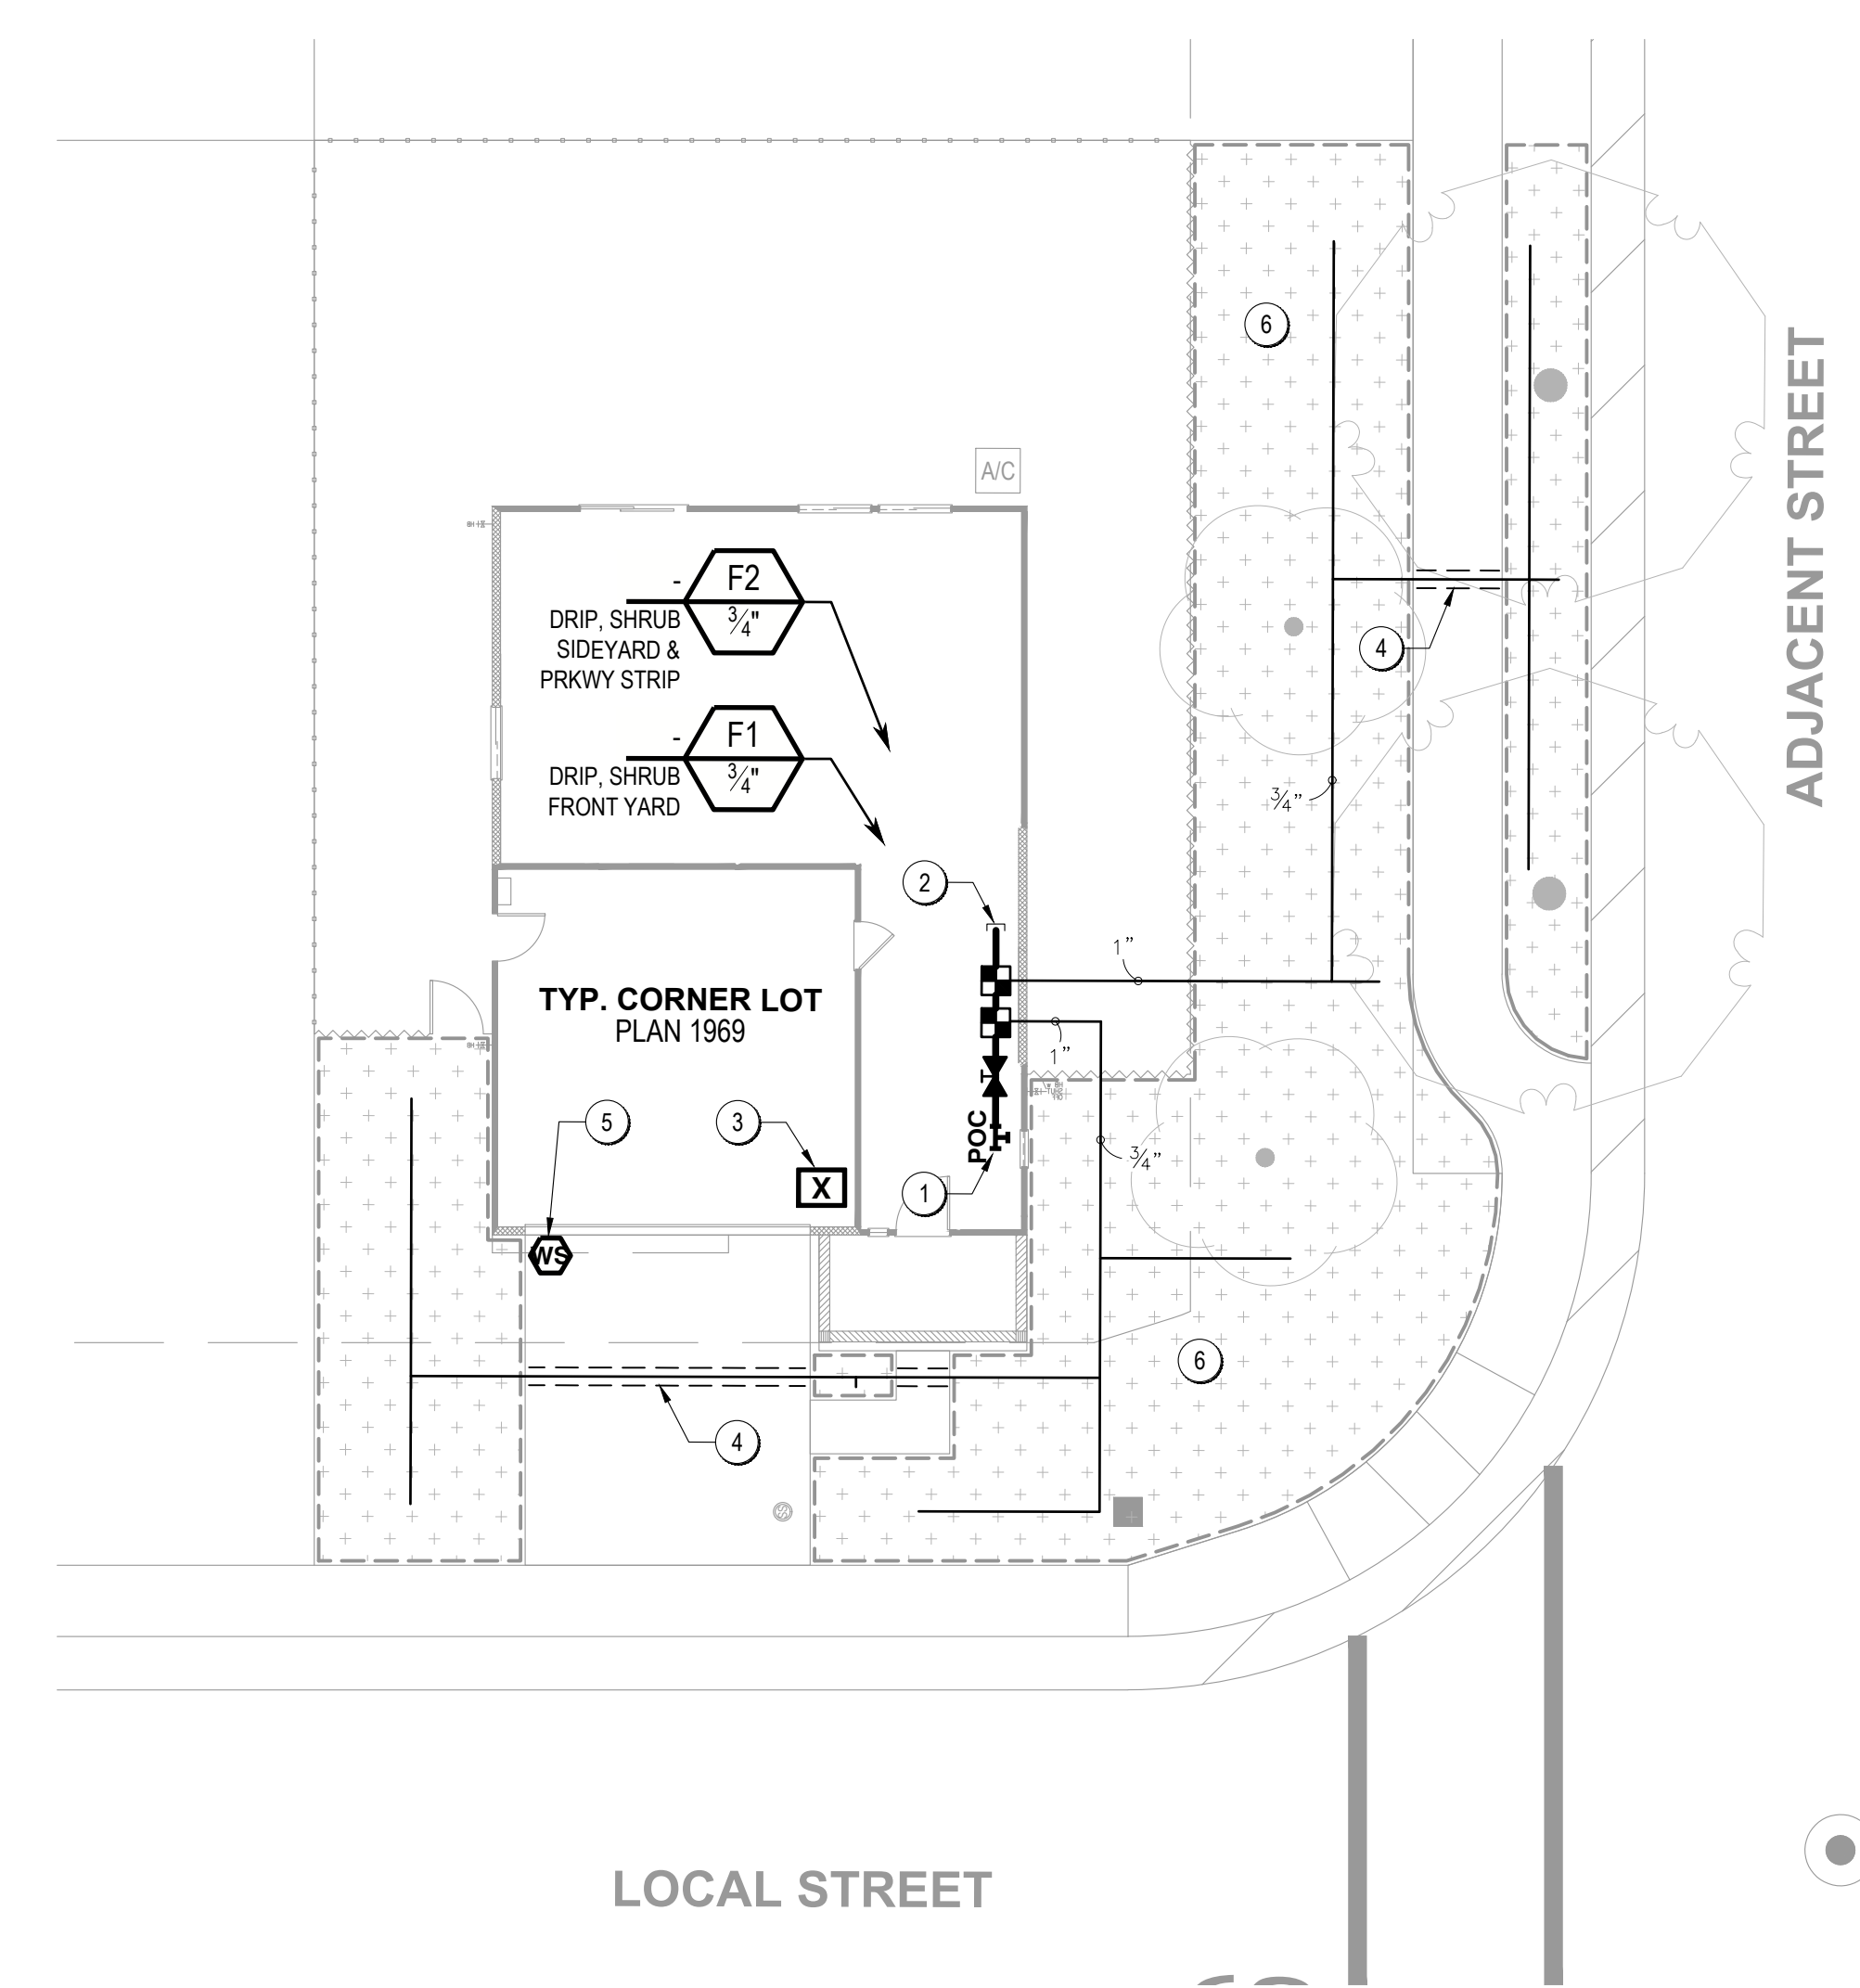 6
ADJACENT STREET
A/C
-
F2
3/4"
DRIP, SHRUB
SIDEYARD &
PRKWY STRIP
4
-
F1
3/4"
DRIP, SHRUB
FRONT YARD
3/4"
2
1"
TYP. CORNER LOT
PLAN 1969
1"
5
3
POC
3/4"
X
1
WS
6
4
LOCAL STREET